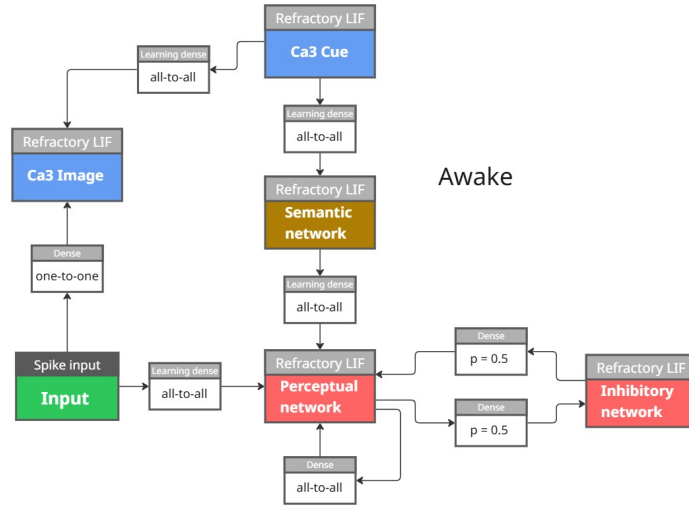 Refractory LIF
Ca3 Cue
Learning dense
all-to-all
Learning dense
all-to-all
Refractory LIF
Ca3 Image
Awake
Refractory LIF
Semantic
network
Dense
one-to-one
Learning dense
all-to-all
Spike input
Input
Learning dense
all-to-all
Refractory LIF
Perceptual
network
Dense
p = 0.5
Refractory LIF
Inhibitory
network
Dense
p = 0.5
Dense
all-to-all